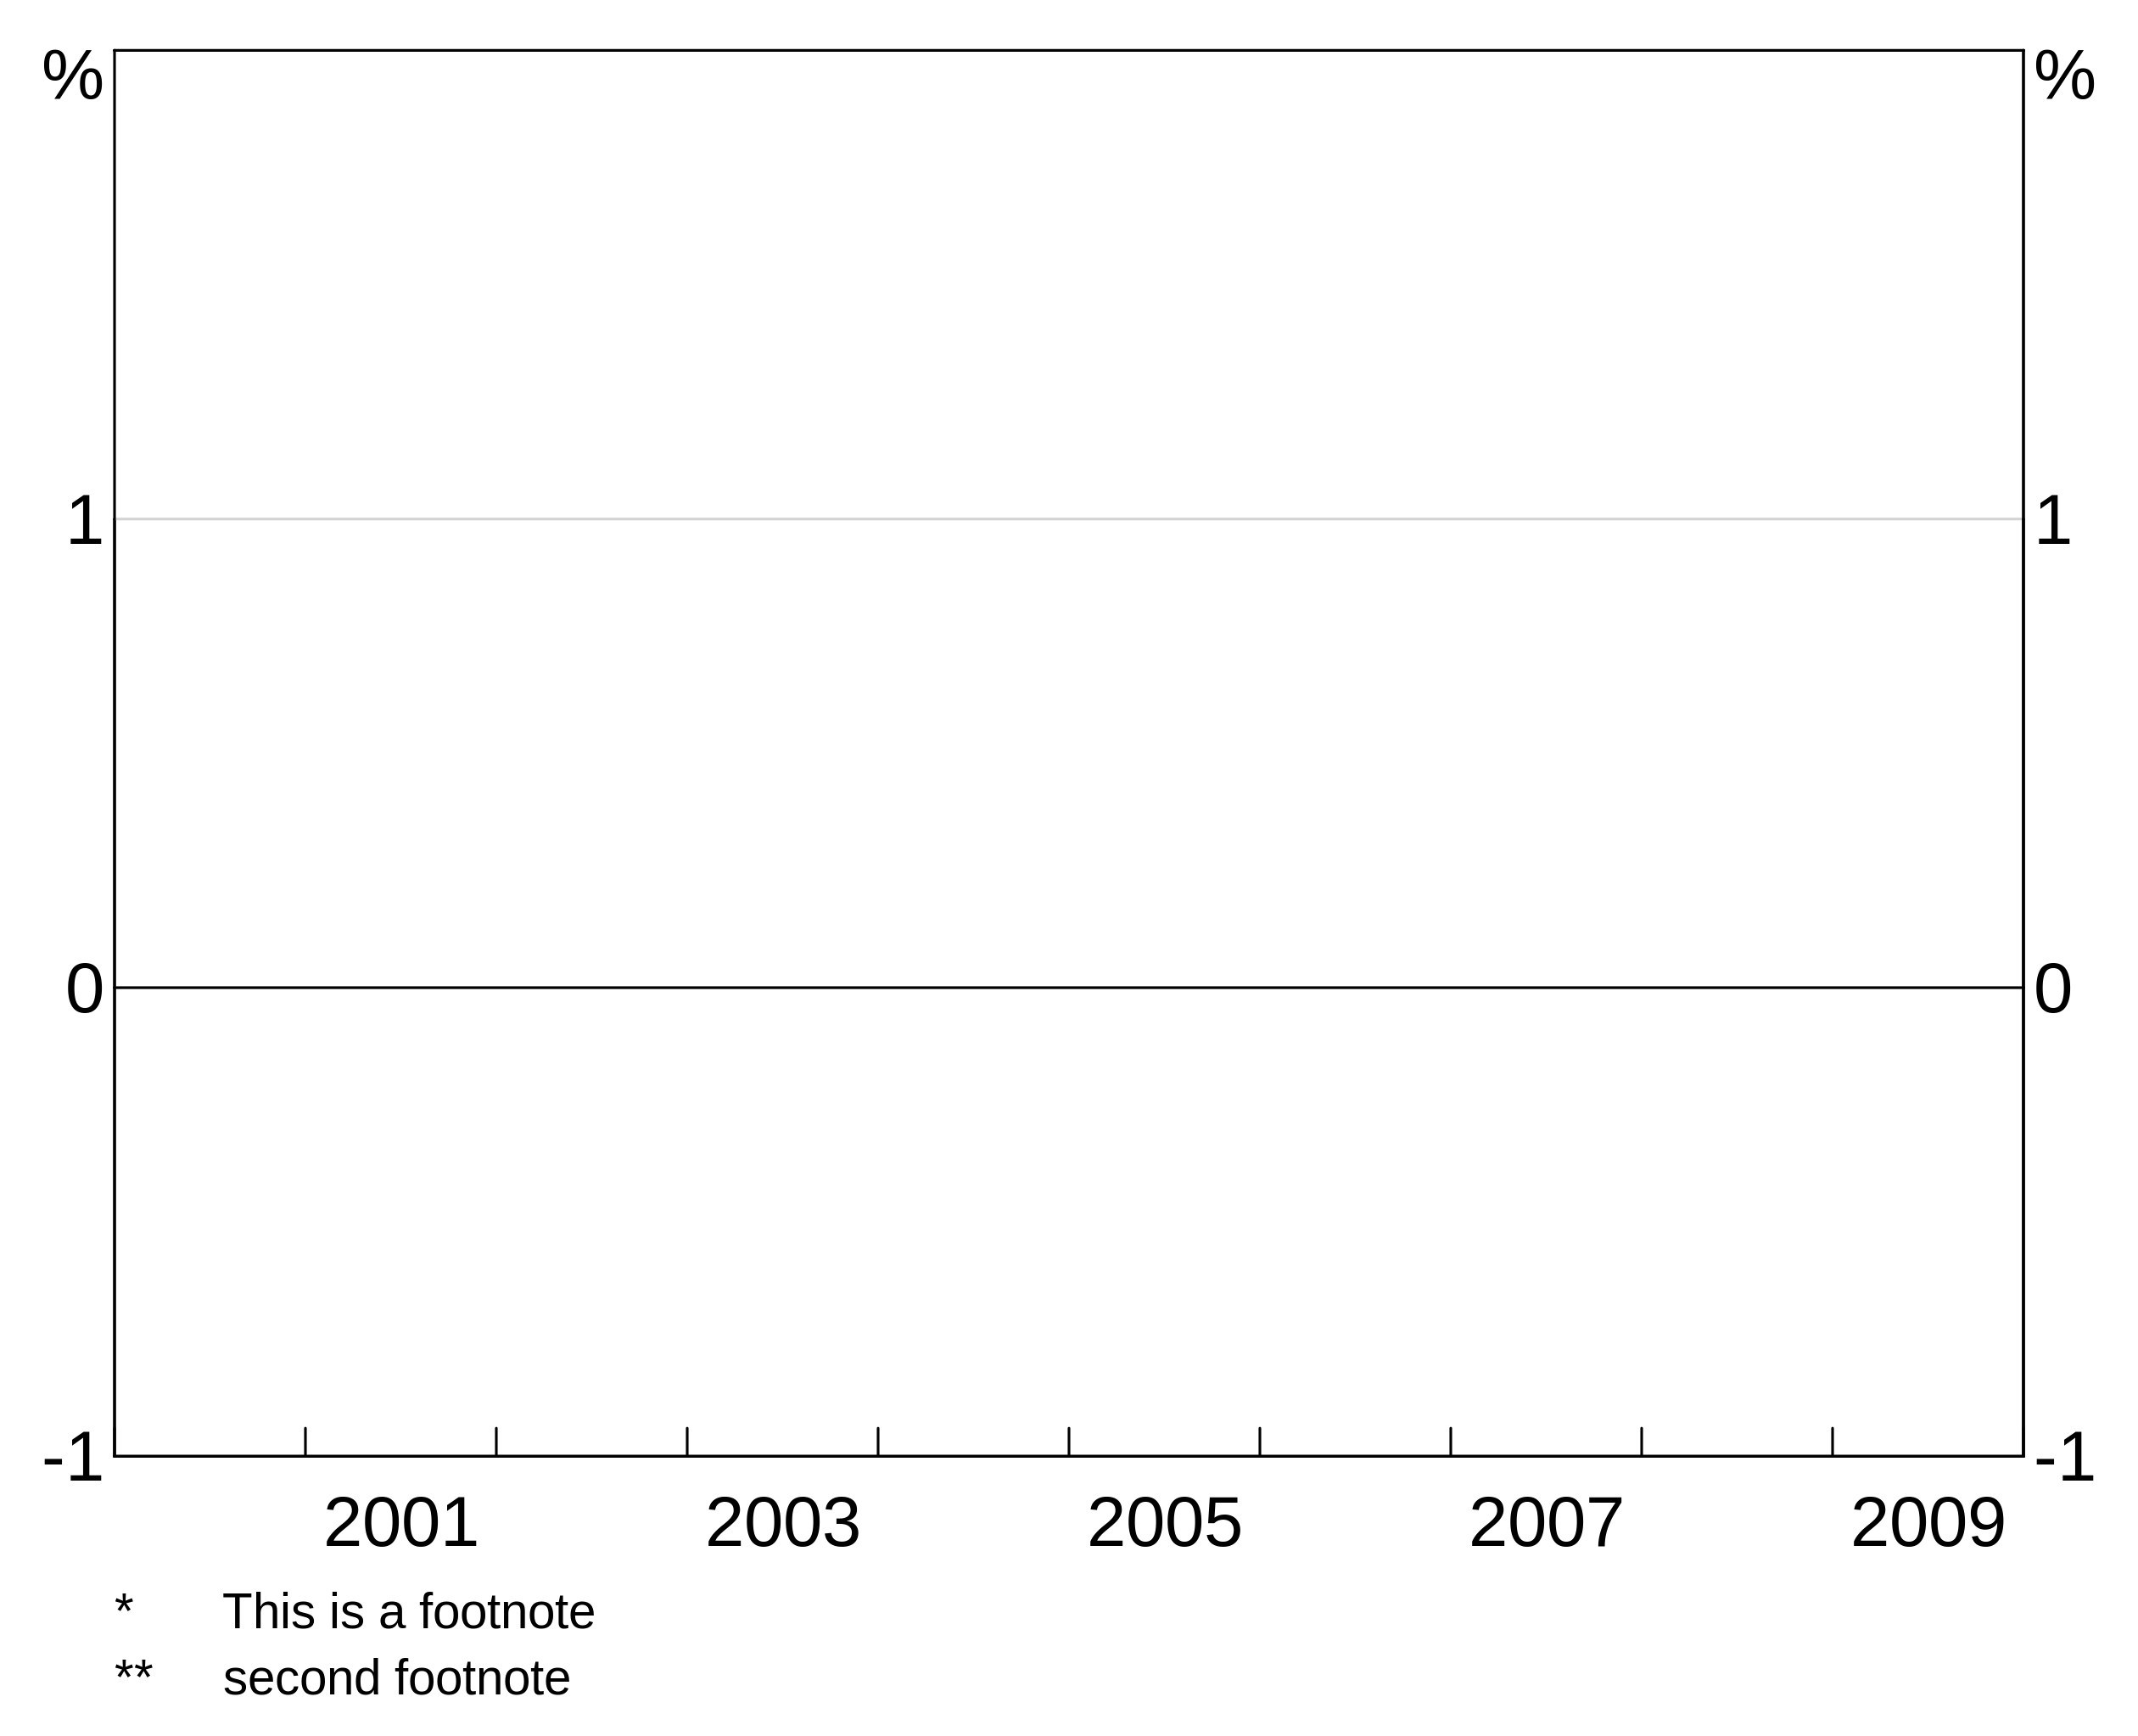 % %
1 1
0 0
-1 -1
2001 2003 2005 2007 2009
* This is a footnote
** second footnote